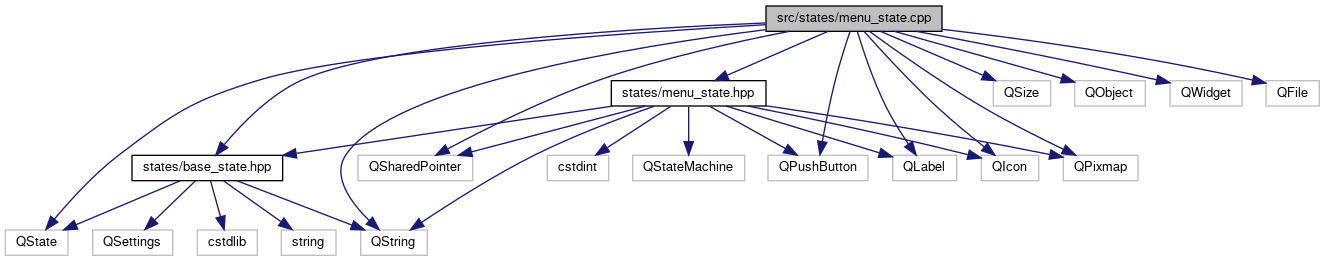 src/states/menu_state.cpp
states/menu_state.hpp
QSize
QObject
QWidget
QFile
states/base_state.hpp
QSharedPointer
cstdint
QStateMachine
QPushButton
QLabel
QIcon
QPixmap
QState
QSettings
cstdlib
string
QString